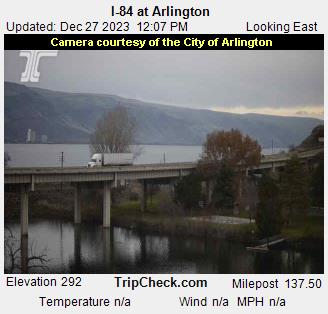 I-84 at Arlington
Updated: Dec 27 2023 12:07 PM Looking East
Camera courtesy of the City of Arlington
Elevation 292 TripCheck.com Milepost 137.50
Temperature n/a Wind n/a MPH n/a